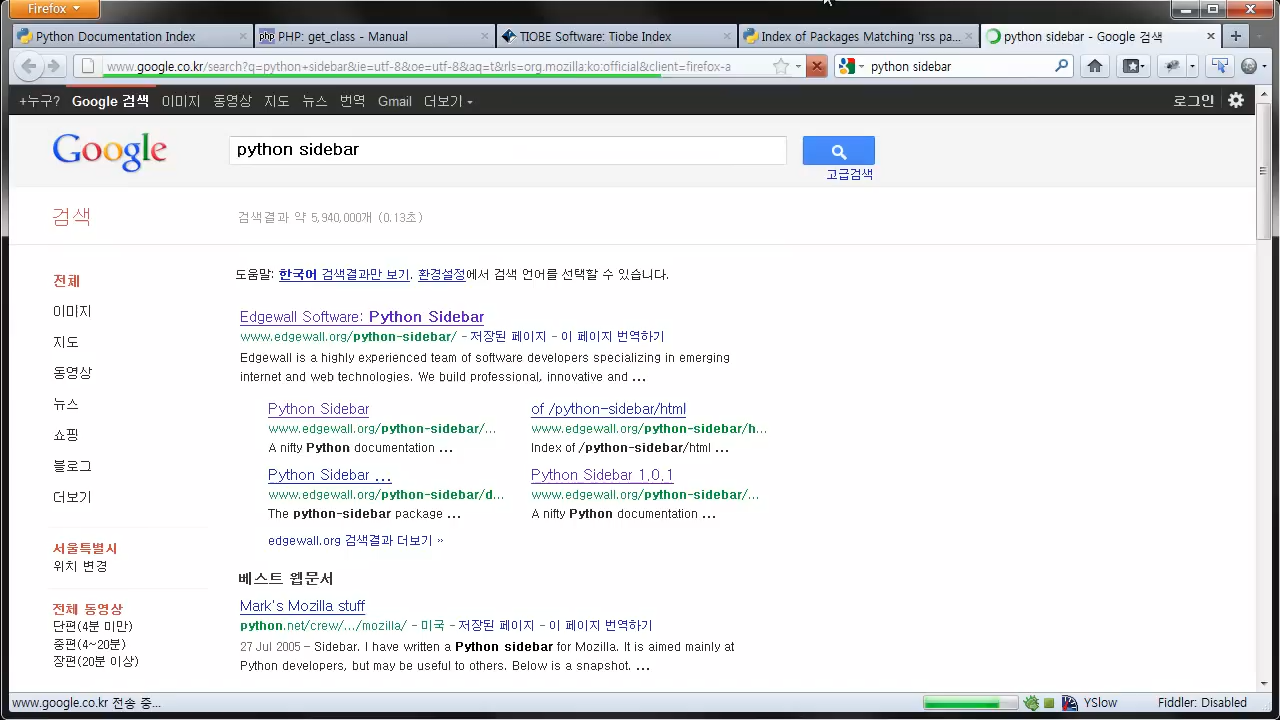 Firefox
Python Documentation Index
PHP: get_class - Manual
TIOBE Software: Tiobe Index
Index of Packages Matching 'rss pa...
python sidebar - Google 검색
www.google.co.kr/search?q=python+sidebar&ie=utf-8&oe=utf-8&aq=t&rls=org.mozilla:ko:official&client=firefox-a
python sidebar
+누구? Google 검색 이미지 동영상 지도 뉴스 번역 Gmail 더보기
로그인
Google
python sidebar
고급검색
검색
검색결과 약 5,940,000개 (0.13초)
전체
이미지
지도
동영상
뉴스
쇼핑
블로그
더보기
서울특별시
위치 변경
전체 동영상
단편(4분 미만)
중편(4~20분)
장편(20분 이상)
도움말: 한국어 검색결과만 보기. 환경설정에서 검색 언어를 선택할 수 있습니다.
Edgewall Software: Python Sidebar
www.edgewall.org/python-sidebar/ - 저장된 페이지 - 이 페이지 번역하기
Edgewall is a highly experienced team of software developers specializing in emerging
internet and web technologies. We build professional, innovative and ...
Python Sidebar
www.edgewall.org/python-sidebar/...
A nifty Python documentation ...
of /python-sidebar/html
www.edgewall.org/python-sidebar/h...
Index of /python-sidebar/html ...
Python Sidebar ...
www.edgewall.org/python-sidebar/d...
The python-sidebar package ...
Python Sidebar 1.0.1
www.edgewall.org/python-sidebar/...
A nifty Python documentation ...
edgewall.org 검색결과 더보기 »
베스트 웹문서
Mark's Mozilla stuff
python.net/crew/.../mozilla/ - 미국 - 저장된 페이지 - 이 페이지 번역하기
27 Jul 2005 – Sidebar. I have written a Python sidebar for Mozilla. It is aimed mainly at
Python developers, but may be useful to others. Below is a snapshot. ...
www.google.co.kr 전송 중...
YSlow
Fiddler: Disabled